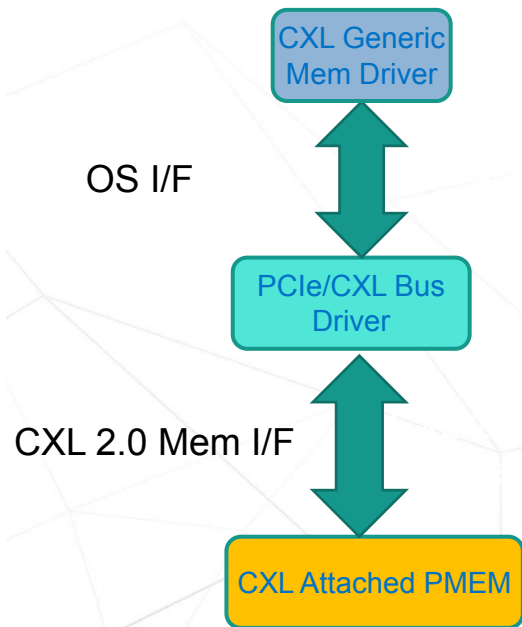 CXL Generic
Mem Driver
OS I/F
PCIe/CXL Bus
Driver
CXL 2.0 Mem I/F
CXL Attached PMEM